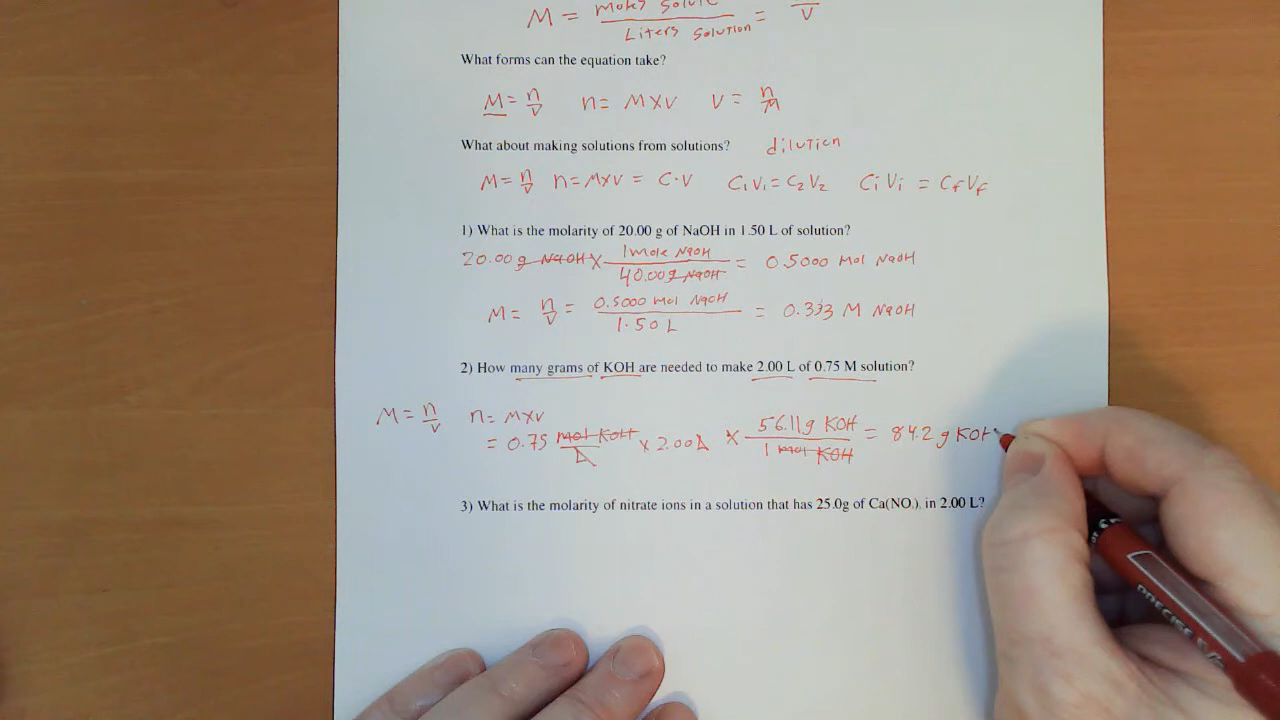 M = moles solute / Liters solution = / V
What forms can the equation take?
M = n/V n = M×V V = n/M
What about making solutions from solutions? dilution
M = n/V n = M×V = C·V C₁V₁ = C₂V₂ CᵢVᵢ = CfVf
1) What is the molarity of 20.00 g of NaOH in 1.50 L of solution?
20.00 g NaOH × 1 mole NaOH / 40.00 g NaOH = 0.5000 mol NaOH
M = n/V = 0.5000 mol NaOH / 1.50 L = 0.333 M NaOH
2) How many grams of KOH are needed to make 2.00 L of 0.75 M solution?
M = n/V n = M×V
= 0.75 mol KOH / L × 2.00 L × 56.11 g KOH / 1 mol KOH = 84.2 g KOH
3) What is the molarity of nitrate ions in a solution that has 25.0g of Ca(NO₃)₂ in 2.00 L?
PRECISE